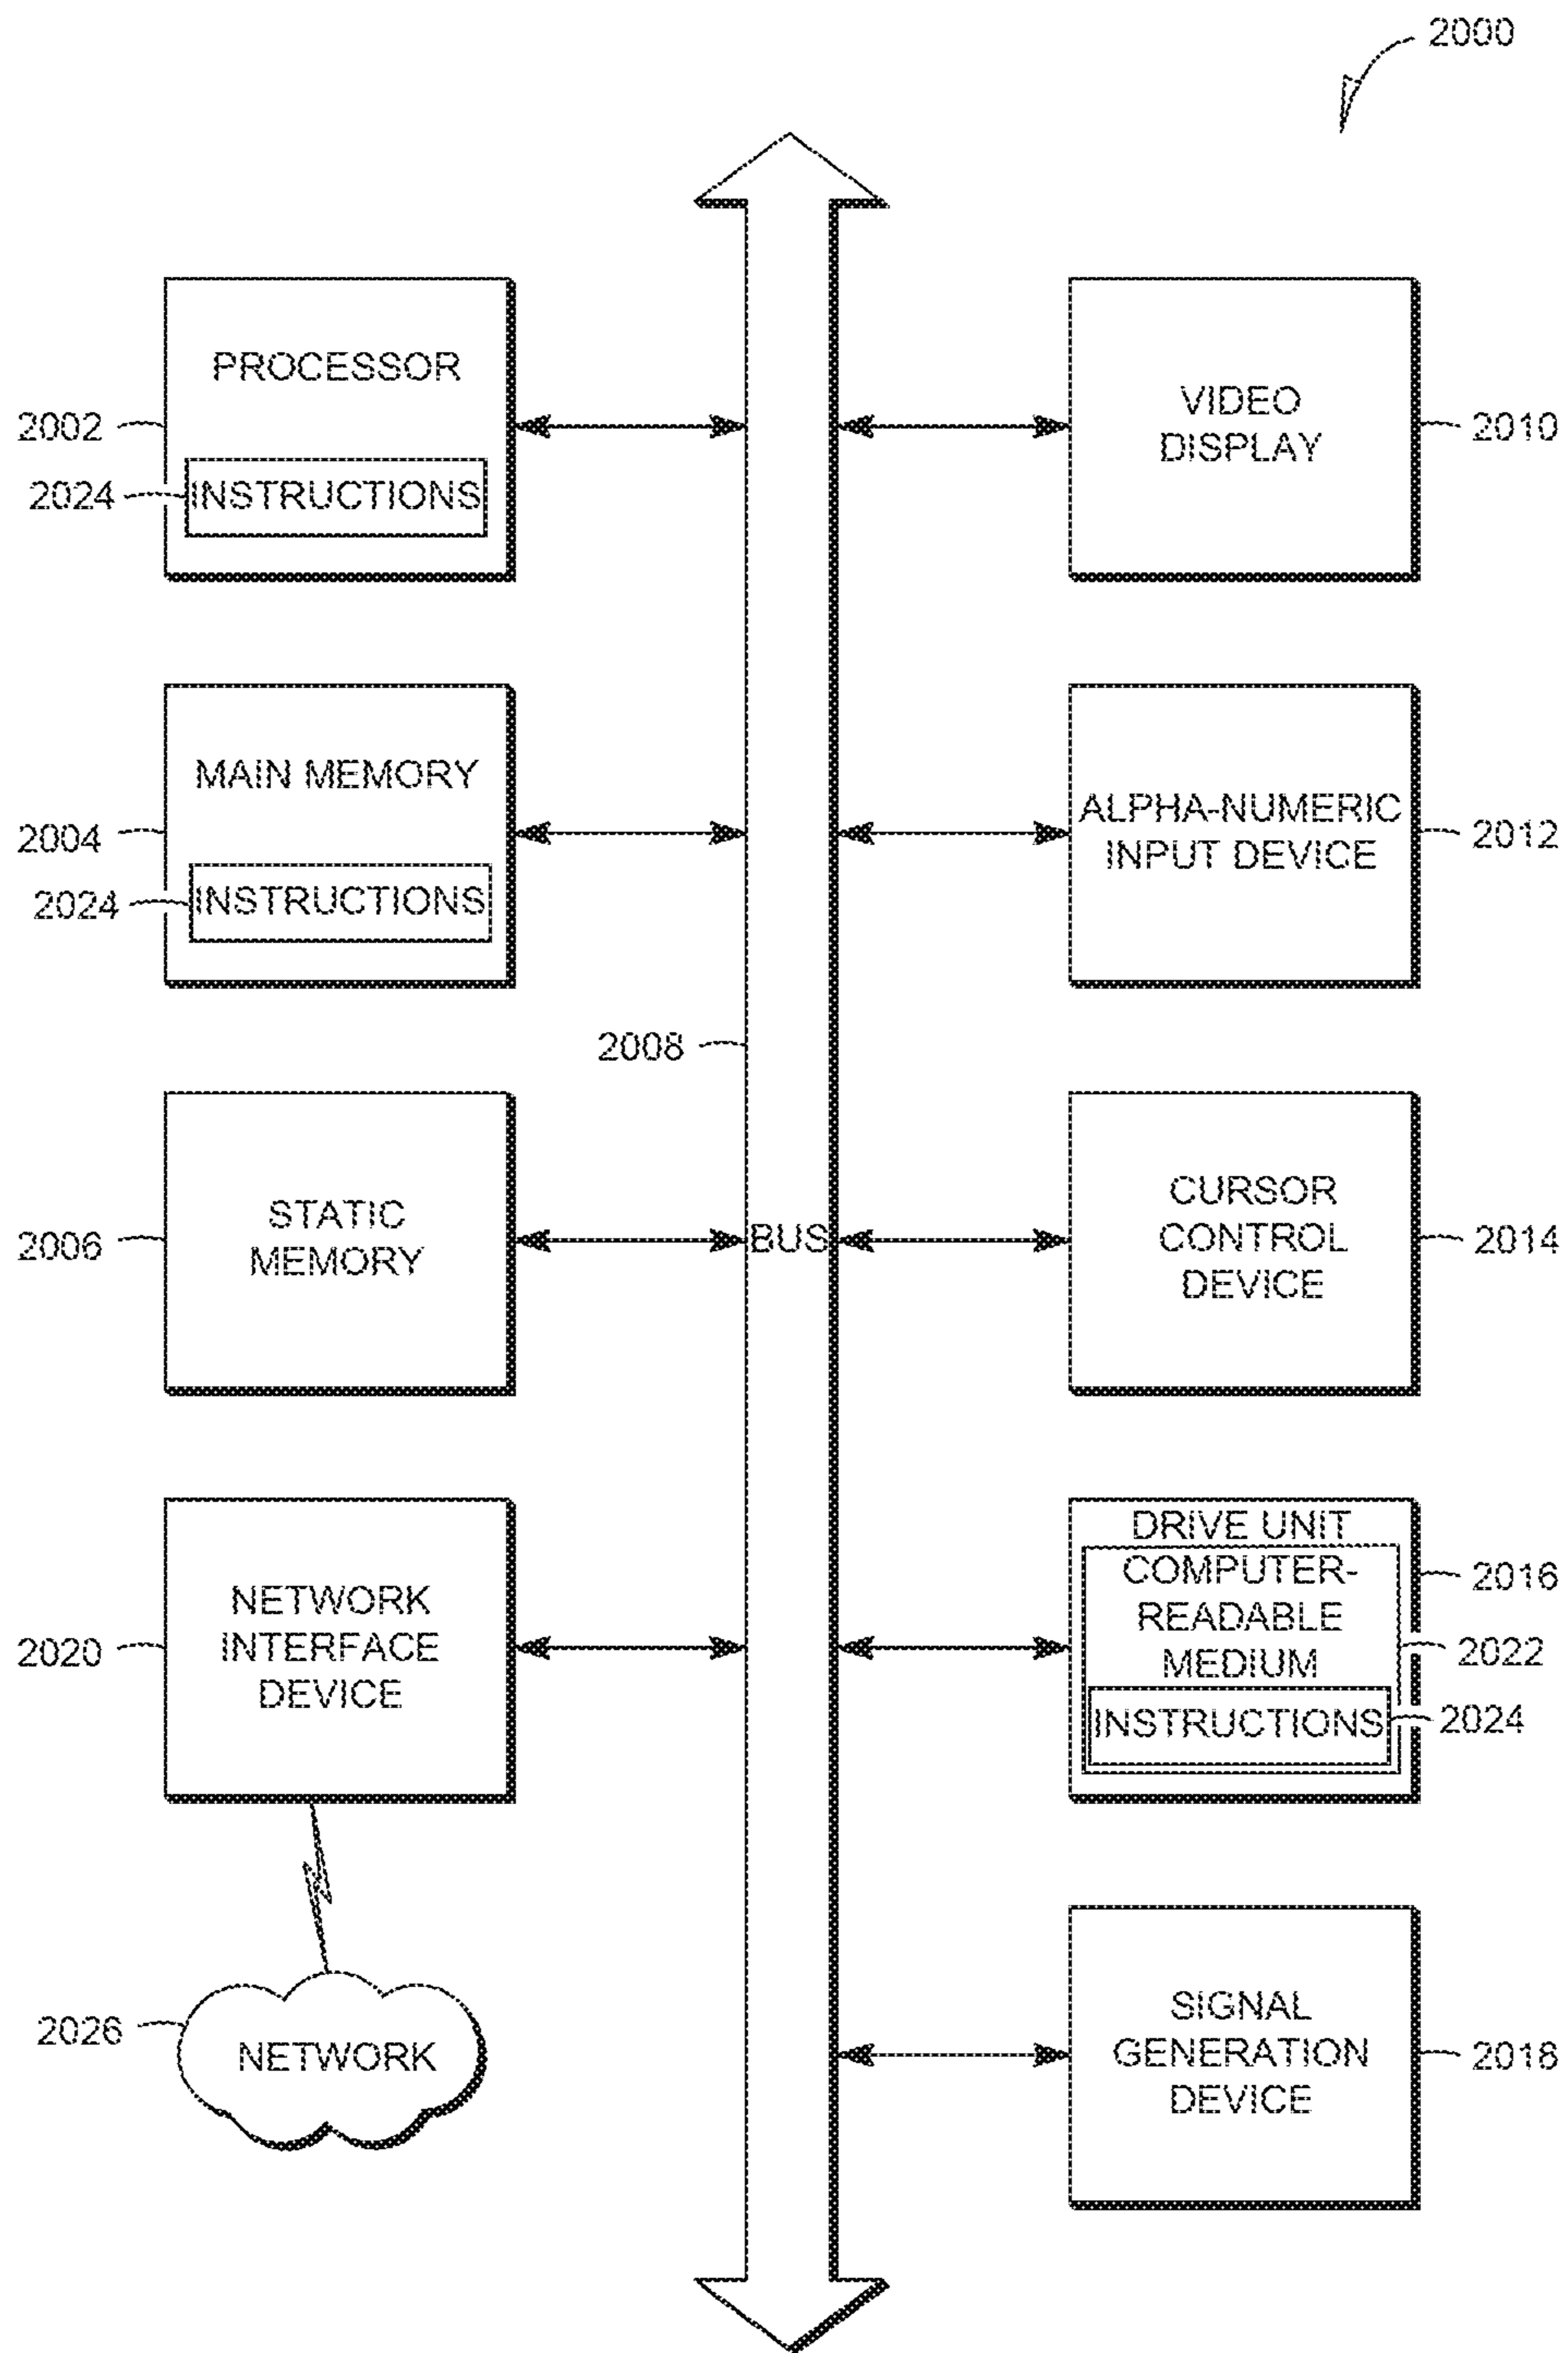 2000
PROCESSOR
2002
2024
INSTRUCTIONS
VIDEO
DISPLAY
2010
MAIN MEMORY
2004
2024
INSTRUCTIONS
ALPHA-NUMERIC
INPUT DEVICE
2012
2008
STATIC
MEMORY
2006
BUS
CURSOR
CONTROL
DEVICE
2014
NETWORK
INTERFACE
DEVICE
2020
DRIVE UNIT
COMPUTER-
READABLE
MEDIUM
INSTRUCTIONS
2016
2022
2024
2026
NETWORK
SIGNAL
GENERATION
DEVICE
2018